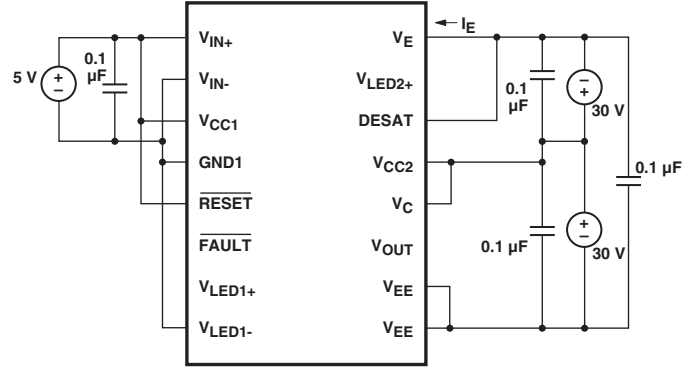 I_E
V_IN+
V_E
0.1
µF
5 V
+
−
V_IN-
V_LED2+
0.1
µF
−
+
30 V
V_CC1
DESAT
GND1
V_CC2
0.1 µF
RESET
V_C
FAULT
V_OUT
0.1 µF
+
−
30 V
V_LED1+
V_EE
V_LED1-
V_EE